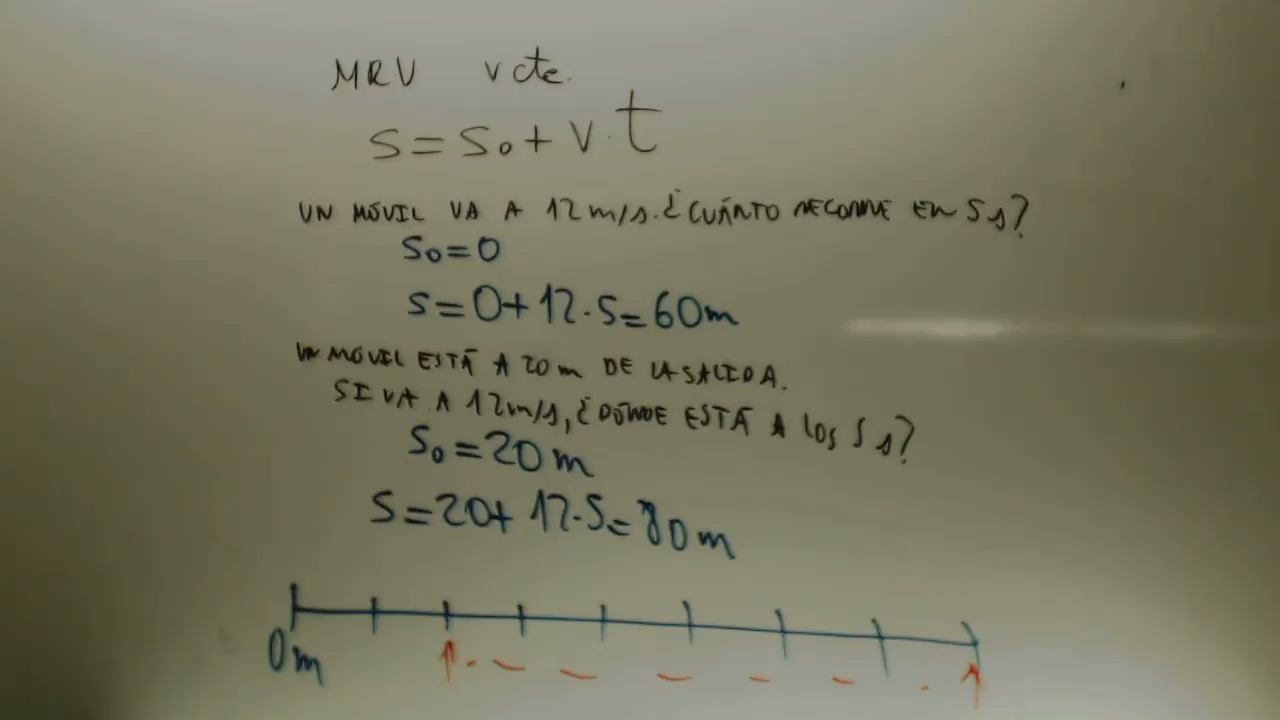 MRU v cte.
s = s₀ + v · t
UN MÓVIL VA A 12 m/s. ¿CUÁNTO RECORRE EN 5 s?
s₀ = 0
s = 0 + 12 · 5 = 60 m
UN MÓVIL ESTÁ A 20 m DE LA SALIDA.
SI VA A 12 m/s, ¿DÓNDE ESTÁ A LOS 5 s?
s₀ = 20 m
s = 20 + 12 · 5 = 80 m
0 m